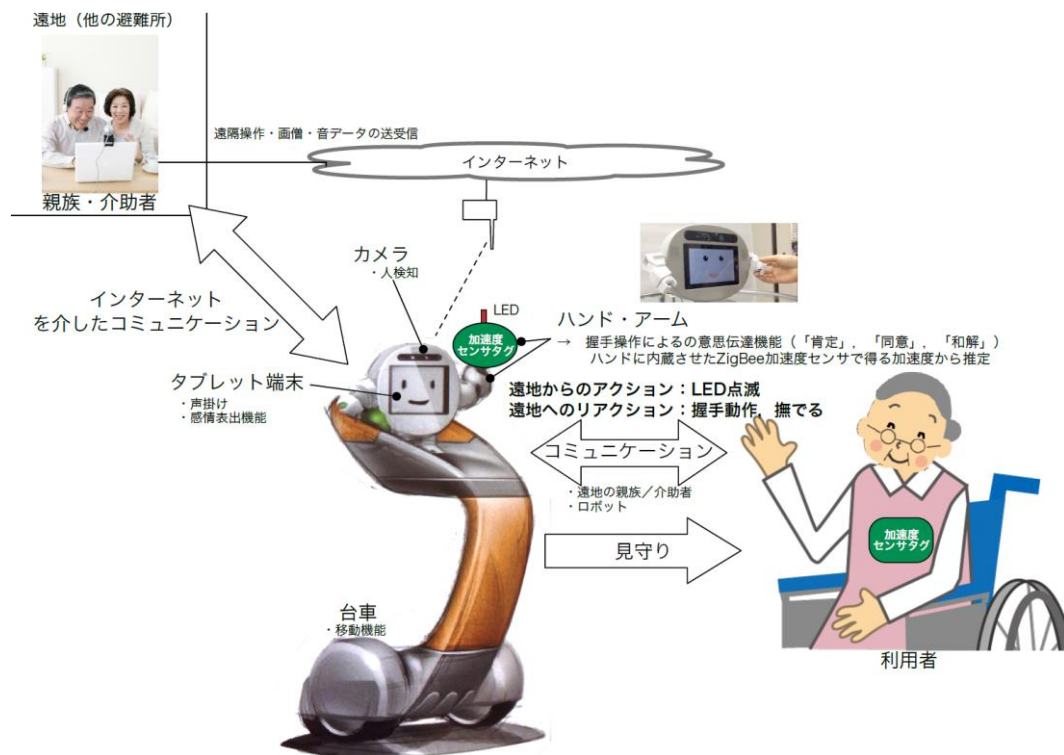 遠地（他の避難所）
遠隔操作・画僧・音データの送受信
インターネット
親族・介助者
カメラ
・人検知
インターネット
を介したコミュニケーション
LED
加速度
センサタグ
ハンド・アーム
→ 握手操作によるの意思伝達機能（「肯定」，「同意」，「和解」）
ハンドに内蔵させたZigBee加速度センサで得る加速度から推定
タブレット端末
・声掛け
・感情表出機能
遠地からのアクション：LED点滅
遠地へのリアクション：握手動作，撫でる
コミュニケーション
・遠地の親族／介助者
・ロボット
加速度
センサタグ
見守り
台車
・移動機能
利用者